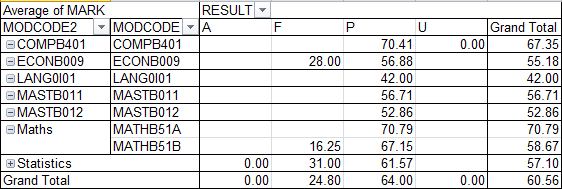 Average of MARK RESULT
MODCODE2 MODCODE A F P U Grand Total
COMPB401 COMPB401 70.41 0.00 67.35
ECONB009 ECONB009 28.00 56.88 55.18
LANG0I01 LANG0I01 42.00 42.00
MASTB011 MASTB011 56.71 56.71
MASTB012 MASTB012 52.86 52.86
Maths MATHB51A 70.79 70.79
MATHB51B 16.25 67.15 58.67
Statistics 0.00 31.00 61.57 57.10
Grand Total 0.00 24.80 64.00 0.00 60.56